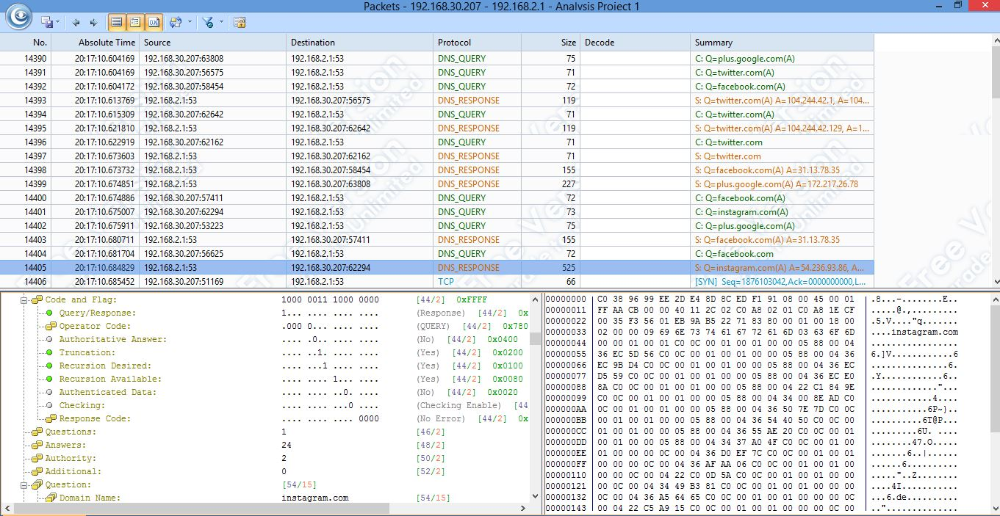 Packets - 192.168.30.207 - 192.168.2.1 - Analysis Project 1
No. Absolute Time Source Destination Protocol Size Decode Summary
14390 20:17:10.604169 192.168.30.207:63808 192.168.2.1:53 DNS_QUERY 75 C: Q=plus.google.com(A)
14391 20:17:10.604169 192.168.30.207:56575 192.168.2.1:53 DNS_QUERY 71 C: Q=twitter.com(A)
14392 20:17:10.604172 192.168.30.207:58454 192.168.2.1:53 DNS_QUERY 72 C: Q=facebook.com(A)
14393 20:17:10.613769 192.168.2.1:53 192.168.30.207:56575 DNS_RESPONSE 119 S: Q=twitter.com(A) A=104.244.42.1, A=104...
14394 20:17:10.615309 192.168.30.207:62642 192.168.2.1:53 DNS_QUERY 71 C: Q=twitter.com(A)
14395 20:17:10.621810 192.168.2.1:53 192.168.30.207:62642 DNS_RESPONSE 119 S: Q=twitter.com(A) A=104.244.42.129, A=1...
14396 20:17:10.622919 192.168.30.207:62162 192.168.2.1:53 DNS_QUERY 71 C: Q=twitter.com
14397 20:17:10.673603 192.168.2.1:53 192.168.30.207:62162 DNS_RESPONSE 71 S: Q=twitter.com
14398 20:17:10.673732 192.168.2.1:53 192.168.30.207:58454 DNS_RESPONSE 155 S: Q=facebook.com(A) A=31.13.78.35
14399 20:17:10.674851 192.168.2.1:53 192.168.30.207:63808 DNS_RESPONSE 227 S: Q=plus.google.com(A) A=172.217.26.78
14400 20:17:10.674886 192.168.30.207:57411 192.168.2.1:53 DNS_QUERY 72 C: Q=facebook.com(A)
14401 20:17:10.675007 192.168.30.207:62294 192.168.2.1:53 DNS_QUERY 73 C: Q=instagram.com(A)
14402 20:17:10.675911 192.168.30.207:53223 192.168.2.1:53 DNS_QUERY 75 C: Q=plus.google.com(A)
14403 20:17:10.680711 192.168.2.1:53 192.168.30.207:57411 DNS_RESPONSE 155 S: Q=facebook.com(A) A=31.13.78.35
14404 20:17:10.681704 192.168.30.207:56625 192.168.2.1:53 DNS_QUERY 72 C: Q=facebook.com
14405 20:17:10.684829 192.168.2.1:53 192.168.30.207:62294 DNS_RESPONSE 525 S: Q=instagram.com(A) A=54.236.93.86, A...
14406 20:17:10.685452 192.168.30.207:51169 192.168.2.1:53 TCP 66 [SYN] Seq=1876103042,Ack=0000000000,L...
Code and Flag: 1000 0011 1000 0000 [44/2] 0xFFFF
Query/Response: 1... .... .... .... (Response) [44/2] 0x
Operator Code: .000 0... .... .... (QUERY) [44/2] 0x780
Authoritative Answer: .... .0.. .... .... (No) [44/2] 0x0400
Truncation: .... ..1. .... .... (Yes) [44/2] 0x0200
Recursion Desired: .... ...1 .... .... (Yes) [44/2] 0x0100
Recursion Available: .... .... 1... .... (Yes) [44/2] 0x0080
Authenticated Data: .... .... ..0. .... (No) [44/2] 0x0020
Checking: .... .... ...0 .... (Checking Enable) [44
Response Code: .... .... .... 0000 (No Error) [44/2] 0x
Questions: 1 [46/2]
Answers: 24 [48/2]
Authority: 2 [50/2]
Additional: 0 [52/2]
Question: [54/15]
Domain Name: instagram.com [54/15]
00000000 C0 38 96 99 EE 2D E4 8D 8C ED F1 91 08 00 45 00 01 .8...-........E..
00000011 FF AA CB 00 00 40 11 2C 02 C0 A8 02 01 C0 A8 1E CF .....@.,.........
00000022 00 35 F3 56 01 EB 9A B5 22 71 83 80 00 01 00 18 00 .5.V...."q.......
00000033 02 00 00 09 69 6E 73 74 61 67 72 61 6D 03 63 6F 6D ....instagram.com
00000044 00 00 01 00 01 C0 0C 00 01 00 01 00 00 05 88 00 04 .................
00000055 36 EC 5D 56 C0 0C 00 01 00 01 00 00 05 88 00 04 36 6.]V............6
00000066 EC 9B D4 C0 0C 00 01 00 01 00 00 05 88 00 04 36 EC ...............6.
00000077 D5 59 C0 0C 00 01 00 01 00 00 05 88 00 04 36 EC E5 .Y............6..
00000088 8A C0 0C 00 01 00 01 00 00 05 88 00 04 22 C1 84 9E ............."...
00000099 C0 0C 00 01 00 01 00 00 05 88 00 04 34 00 8E AD C0 ............4....
000000AA 0C 00 01 00 01 00 00 05 88 00 04 36 50 7E 7D C0 0C ...........6P~}..
000000BB 00 01 00 01 00 00 05 88 00 04 36 54 40 50 C0 0C 00 ..........6T@P...
000000CC 01 00 01 00 00 05 88 00 04 36 55 AE 20 C0 0C 00 01 .........6U. ....
000000DD 00 01 00 00 05 88 00 04 34 37 A0 4F C0 0C 00 01 00 ........47.O.....
000000EE 01 00 00 00 0C 00 04 36 D0 EF 7C C0 0C 00 01 00 01 .......6..|......
000000FF 00 00 00 0C 00 04 36 AF AA 06 C0 0C 00 01 00 01 00 ......6..........
00000110 00 00 0C 00 04 22 C0 0D 5A C0 0C 00 01 00 01 00 00 ....."..Z........
00000121 00 0C 00 04 34 49 B3 81 C0 0C 00 01 00 01 00 00 00 ....4I...........
00000132 0C 00 04 36 A5 64 65 C0 0C 00 01 00 01 00 00 00 0C ...6.de..........
00000143 00 04 22 C5 A9 15 C0 0C 00 01 00 01 00 00 00 0C 00 .."..............